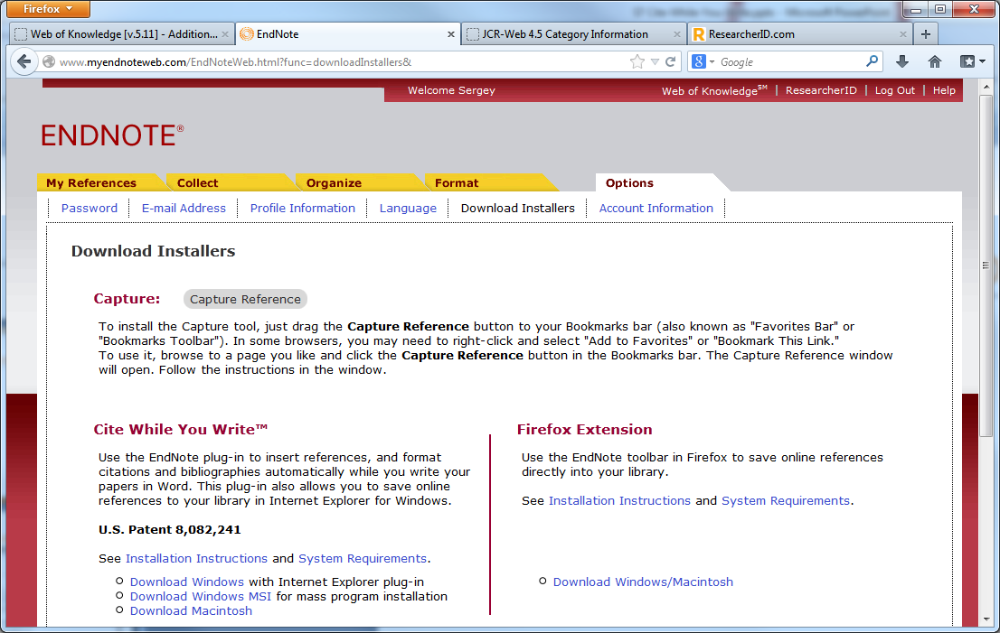 Firefox
Web of Knowledge [v.5.11] - Addition...
EndNote
JCR-Web 4.5 Category Information
R ResearcherID.com
www.myendnoteweb.com/EndNoteWeb.html?func=downloadInstallers&
Google
Welcome Sergey
Web of Knowledge℠ | ResearcherID | Log Out | Help
ENDNOTE®
My References
Collect
Organize
Format
Options
Password
E-mail Address
Profile Information
Language
Download Installers
Account Information
Download Installers
Capture: Capture Reference
To install the Capture tool, just drag the Capture Reference button to your Bookmarks bar (also known as "Favorites Bar" or
"Bookmarks Toolbar"). In some browsers, you may need to right-click and select "Add to Favorites" or "Bookmark This Link."
To use it, browse to a page you like and click the Capture Reference button in the Bookmarks bar. The Capture Reference window
will open. Follow the instructions in the window.
Cite While You Write™
Use the EndNote plug-in to insert references, and format
citations and bibliographies automatically while you write your
papers in Word. This plug-in also allows you to save online
references to your library in Internet Explorer for Windows.
U.S. Patent 8,082,241
See Installation Instructions and System Requirements.
Download Windows with Internet Explorer plug-in
Download Windows MSI for mass program installation
Download Macintosh
Firefox Extension
Use the EndNote toolbar in Firefox to save online references
directly into your library.
See Installation Instructions and System Requirements.
Download Windows/Macintosh